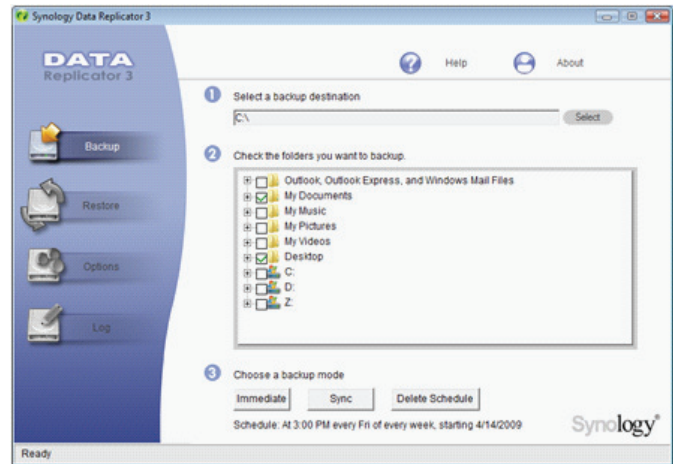 Synology Data Replicator 3
DATA
Replicator 3
Help
About
Backup
Restore
Options
Log
1 Select a backup destination
C:\
Select
2 Check the folders you want to backup.
Outlook, Outlook Express, and Windows Mail Files
My Documents
My Music
My Pictures
My Videos
Desktop
C:
D:
Z:
3 Choose a backup mode
Immediate
Sync
Delete Schedule
Schedule: At 3:00 PM every Fri of every week, starting 4/14/2009
Synology®
Ready